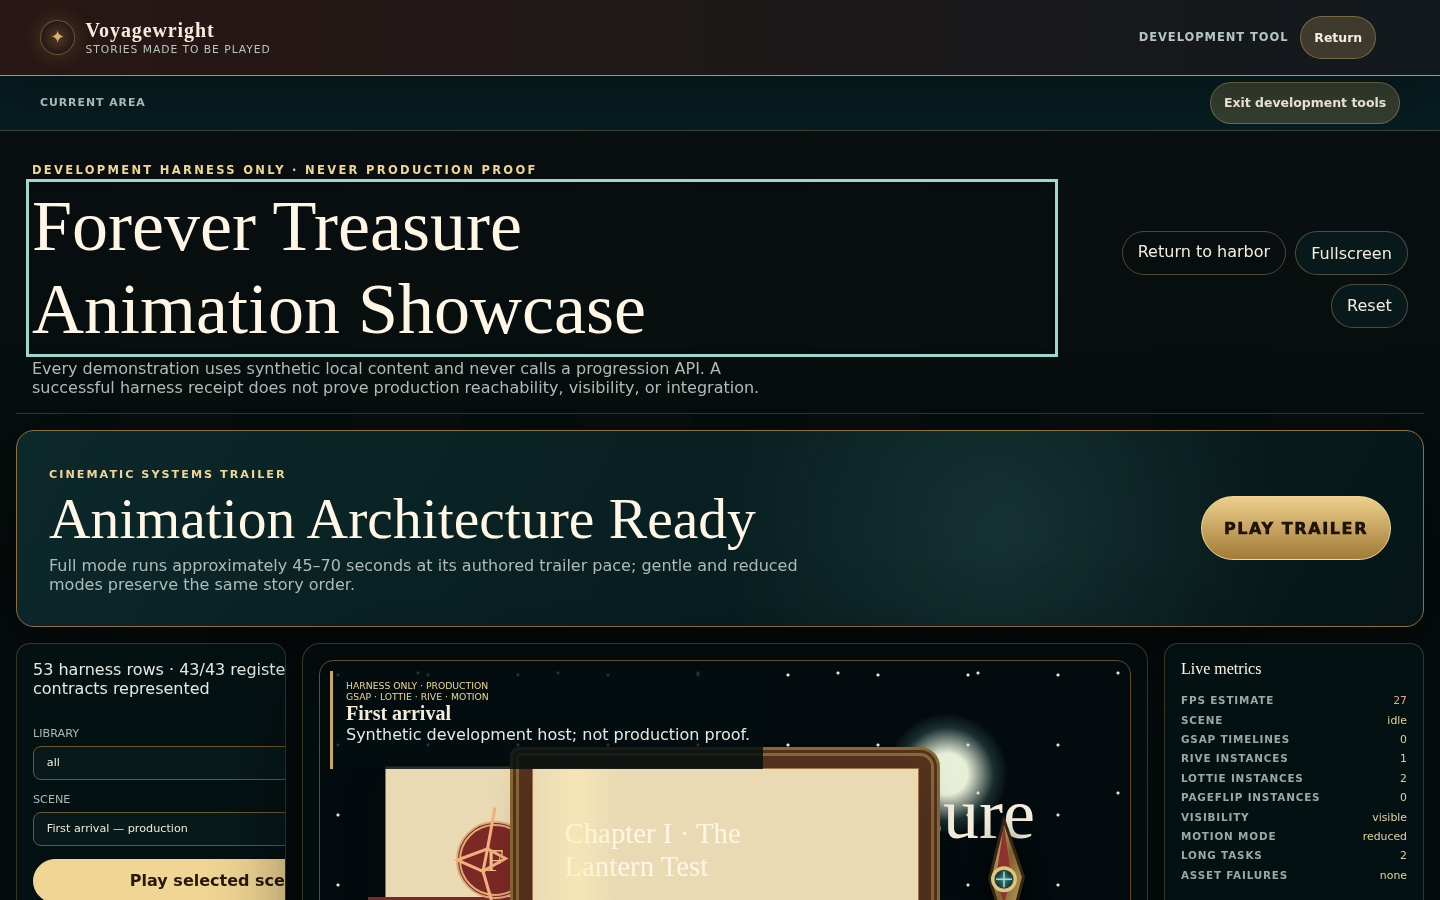 ✦ Voyagewright
STORIES MADE TO BE PLAYED
DEVELOPMENT TOOL
Return
CURRENT AREA
Exit development tools
DEVELOPMENT HARNESS ONLY · NEVER PRODUCTION PROOF
Forever Treasure
Animation Showcase
Every demonstration uses synthetic local content and never calls a progression API. A
successful harness receipt does not prove production reachability, visibility, or integration.
Return to harbor
Fullscreen
Reset
CINEMATIC SYSTEMS TRAILER
Animation Architecture Ready
Full mode runs approximately 45–70 seconds at its authored trailer pace; gentle and reduced
modes preserve the same story order.
PLAY TRAILER
53 harness rows · 43/43 registe
contracts represented
LIBRARY
all
SCENE
First arrival — production
Play selected sce
HARNESS ONLY · PRODUCTION
GSAP · LOTTIE · RIVE · MOTION
First arrival
Synthetic development host; not production proof.
ure
Chapter I · The
Lantern Test
F
Live metrics
FPS ESTIMATE 27
SCENE idle
GSAP TIMELINES 0
RIVE INSTANCES 1
LOTTIE INSTANCES 2
PAGEFLIP INSTANCES 0
VISIBILITY visible
MOTION MODE reduced
LONG TASKS 2
ASSET FAILURES none